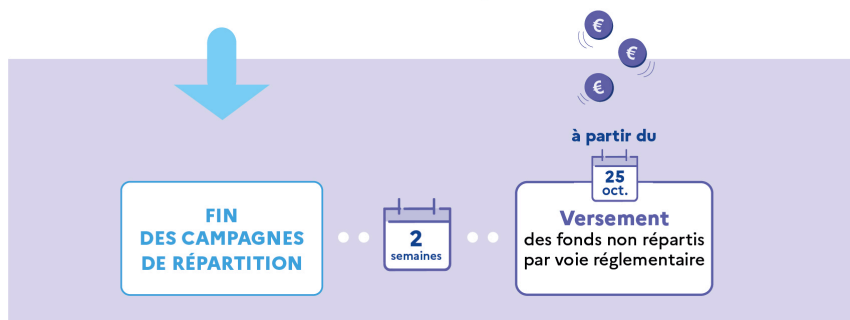 €
€
€
à partir du
25
oct.
FIN
DES CAMPAGNES
DE RÉPARTITION
2
semaines
Versement
des fonds non répartis
par voie réglementaire